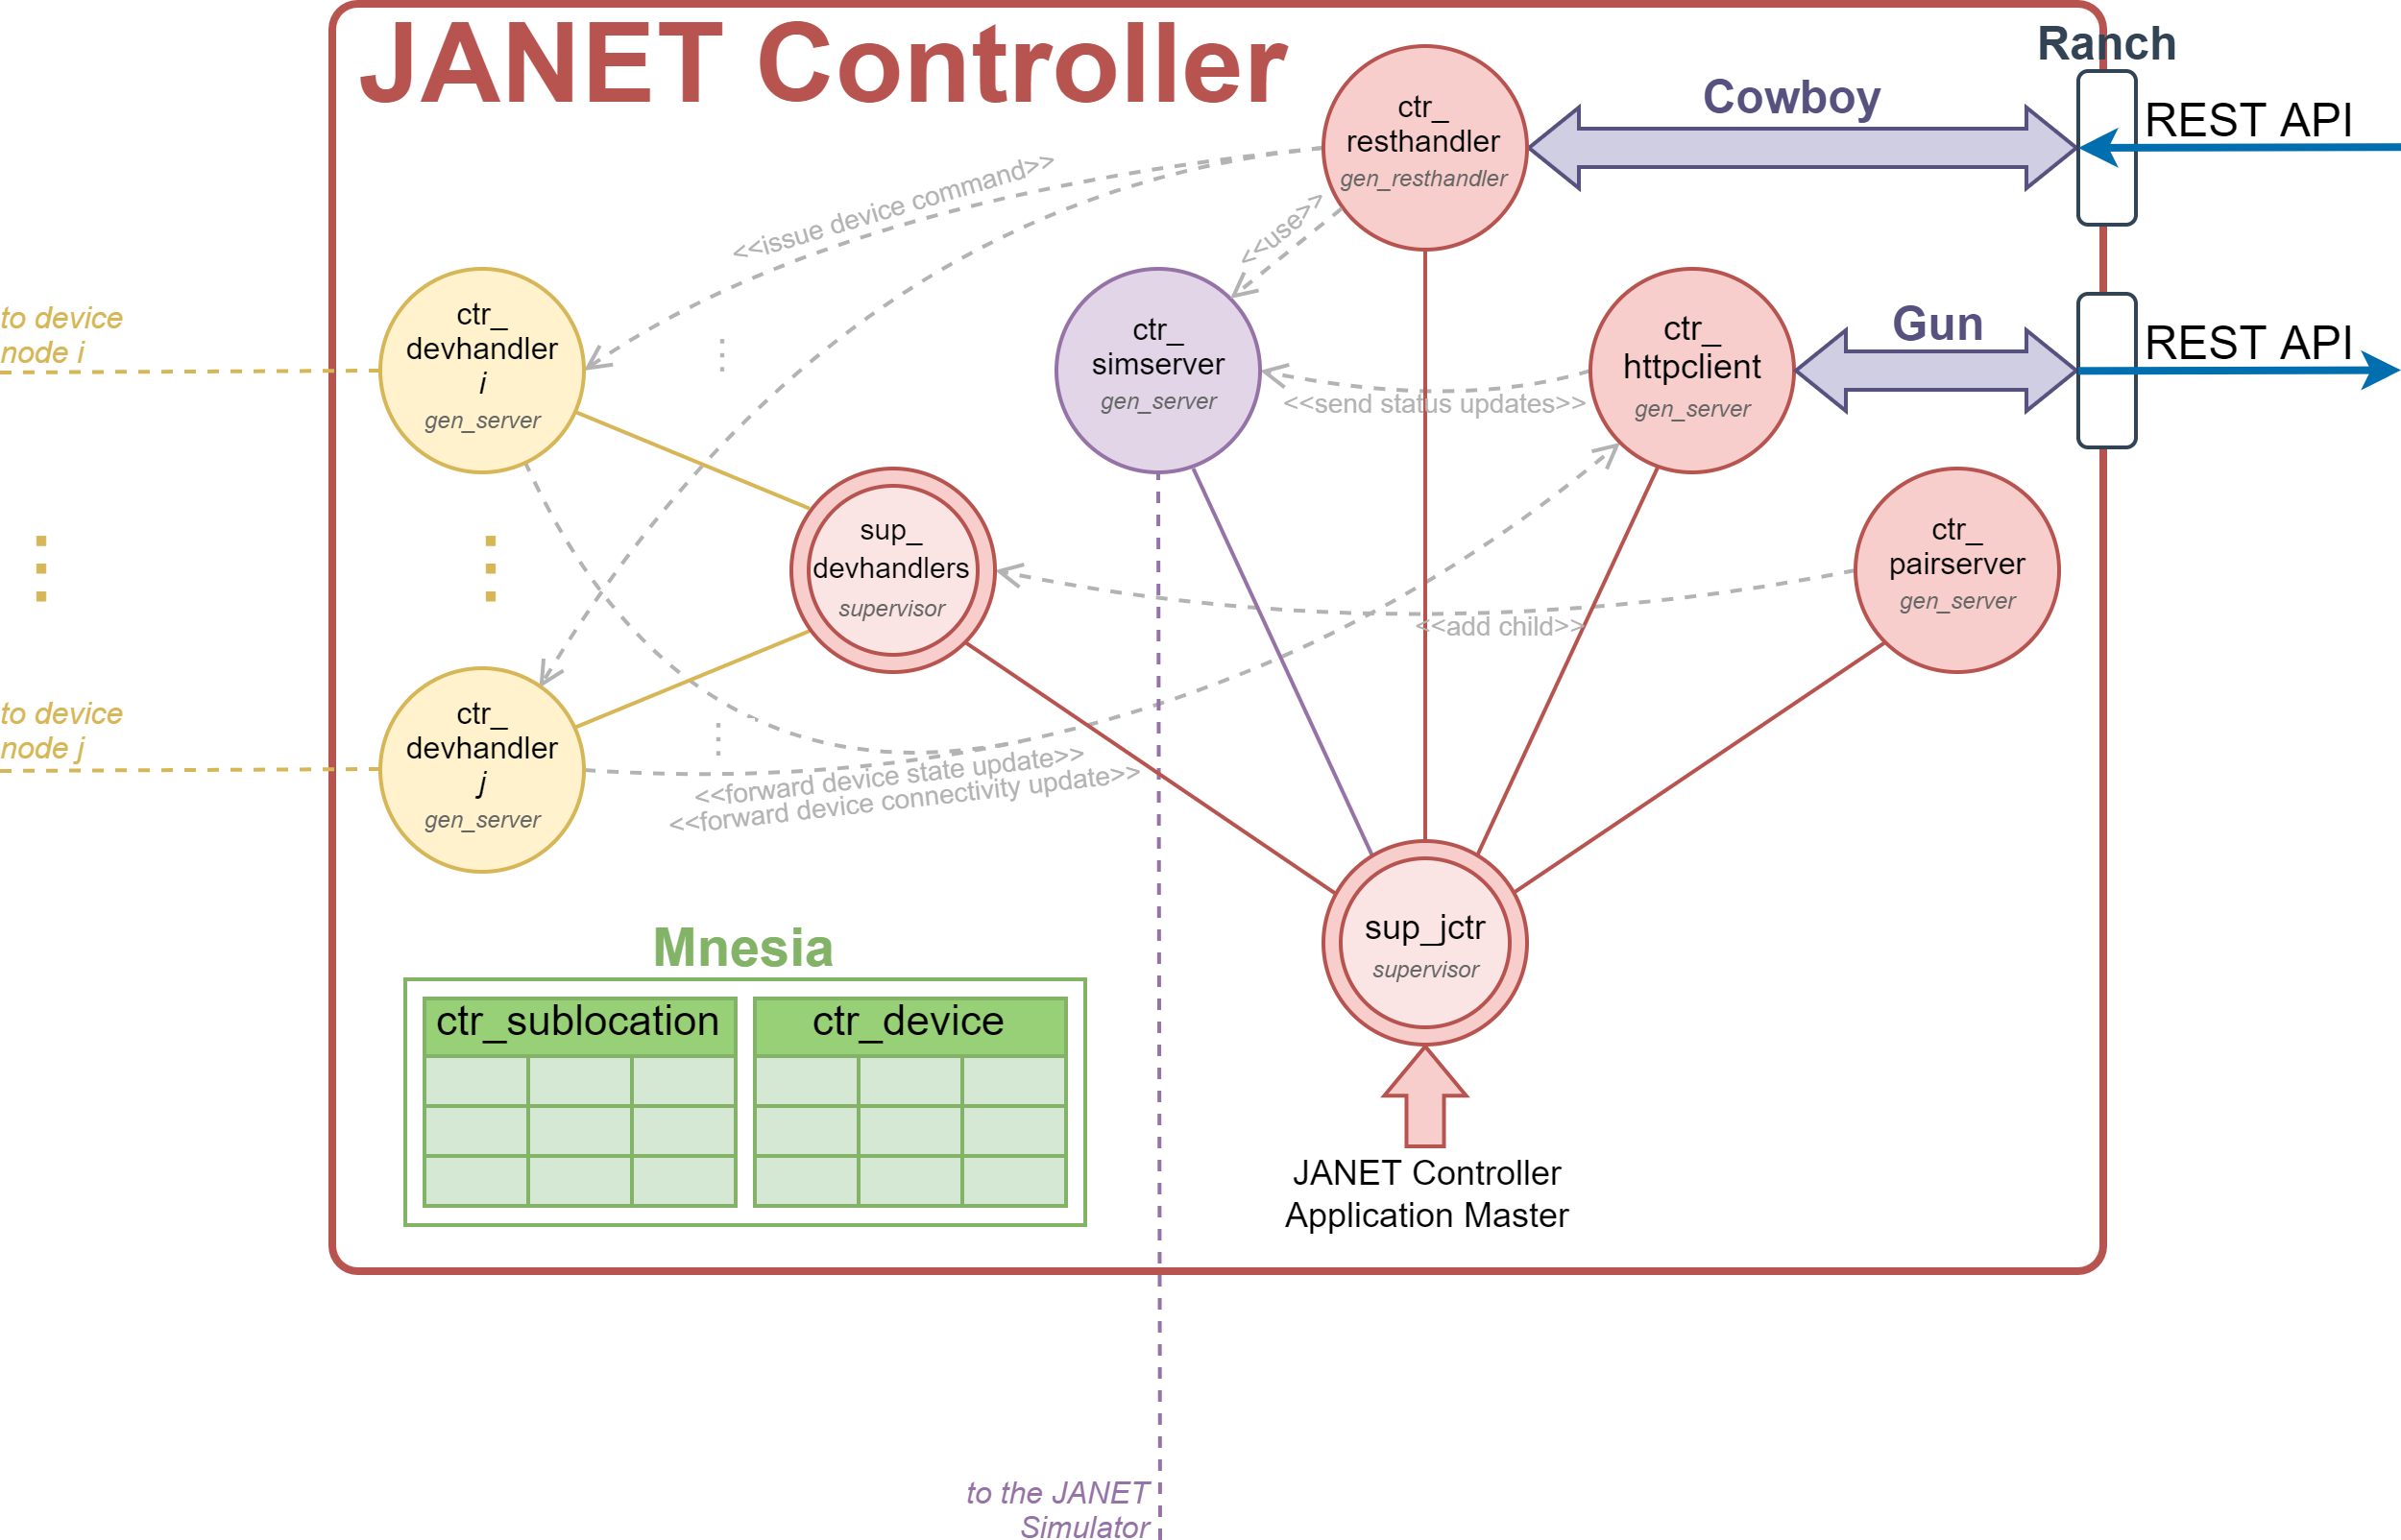 JANET Controller
Ranch
Cowboy
REST API
ctr_
resthandler
gen_resthandler
<<issue device command>>
<<use>>
to device
node i
ctr_
devhandler
i
gen_server
ctr_
simserver
gen_server
ctr_
httpclient
gen_server
Gun
REST API
<<send status updates>>
sup_
devhandlers
supervisor
ctr_
pairserver
gen_server
<<add child>>
to device
node j
ctr_
devhandler
j
gen_server
<<forward device state update>>
<<forward device connectivity update>>
sup_jctr
supervisor
Mnesia
ctr_sublocation
ctr_device
JANET Controller
Application Master
to the JANET
Simulator